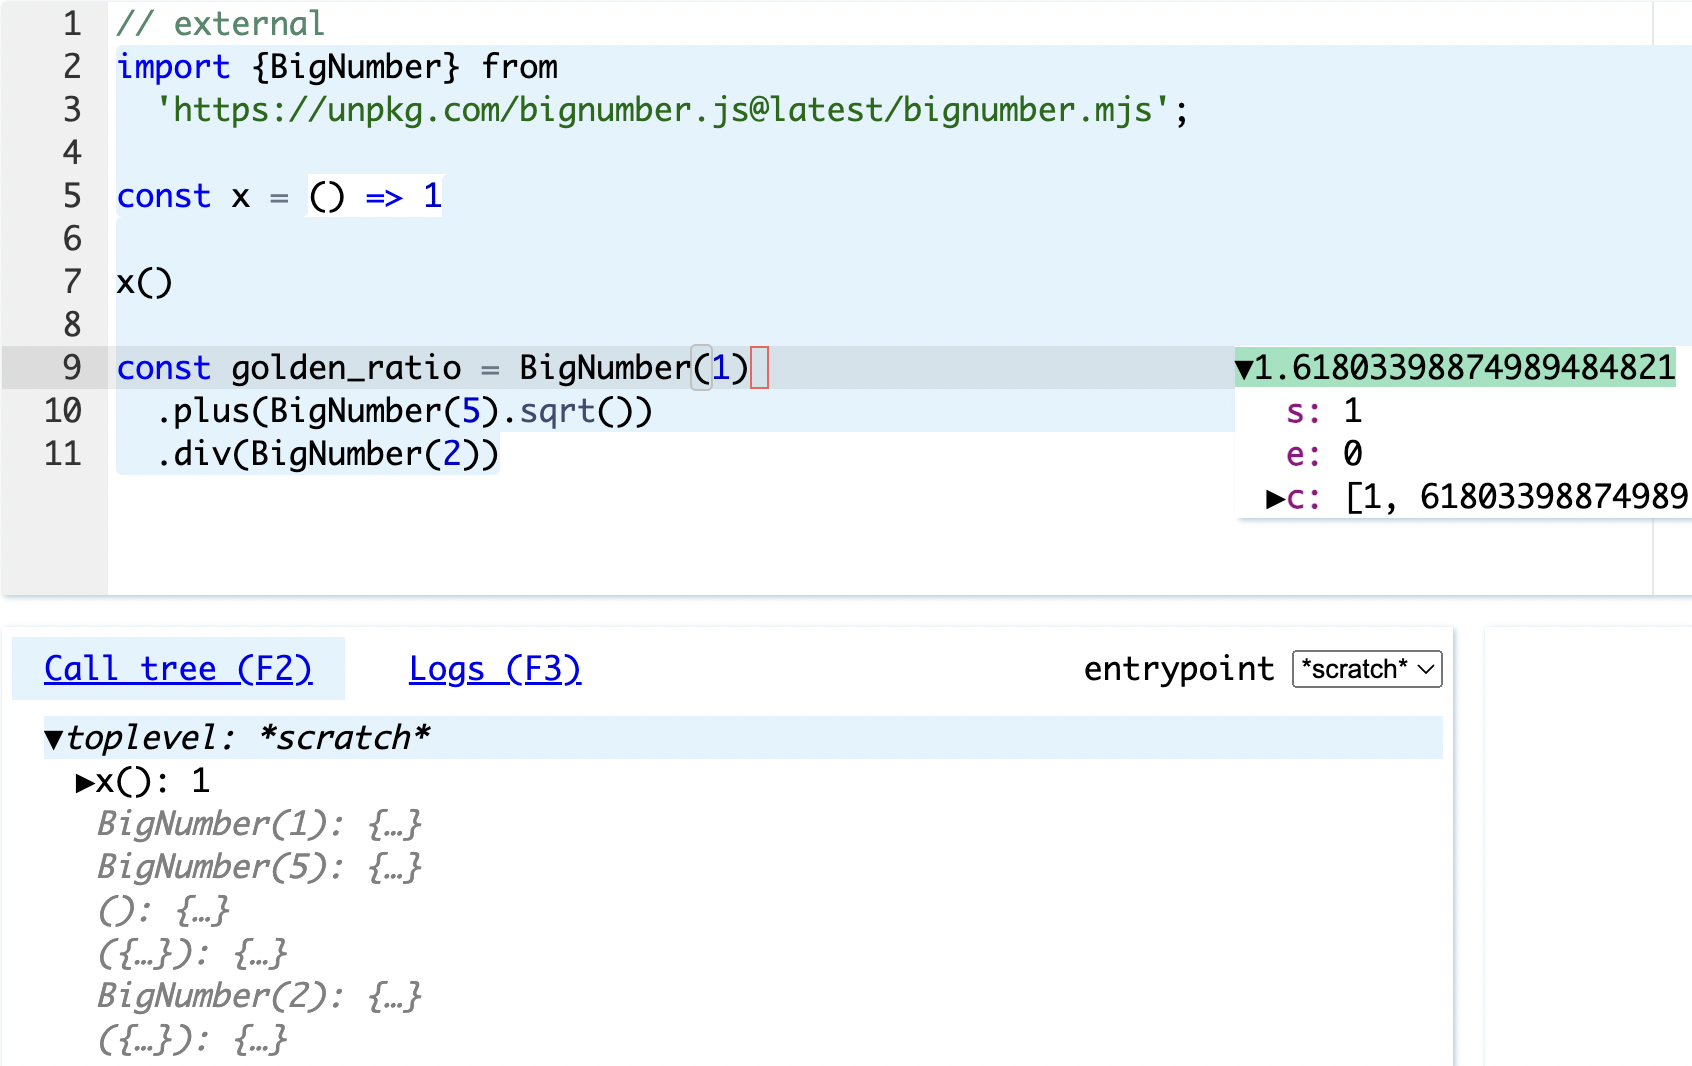 1 // external
2 import {BigNumber} from
3 'https://unpkg.com/bignumber.js@latest/bignumber.mjs';
4
5 const x = () => 1
6
7 x()
8
9 const golden_ratio = BigNumber(1) ▼1.61803398874989484821
10 .plus(BigNumber(5).sqrt()) s: 1
11 .div(BigNumber(2)) e: 0
▶c: [1, 61803398874989
Call tree (F2) Logs (F3) entrypoint *scratch*
▼toplevel: *scratch*
▶x(): 1
BigNumber(1): {…}
BigNumber(5): {…}
(): {…}
({…}): {…}
BigNumber(2): {…}
({…}): {…}